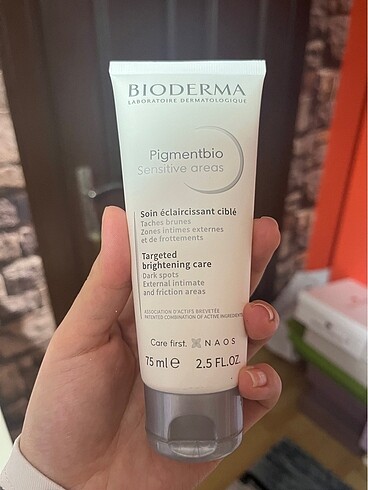 BIODERMA
LABORATOIRE DERMATOLOGIQUE
Pigmentbio
Sensitive areas
Soin éclaircissant ciblé
Taches brunes
Zones intimes externes
et de frottements
Targeted
brightening care
Dark spots
External intimate
and friction areas
ASSOCIATION D'ACTIFS BREVETÉE
PATENTED COMBINATION OF ACTIVE INGREDIENTS
Care first. NAOS
75 ml e 2.5 FL.OZ.